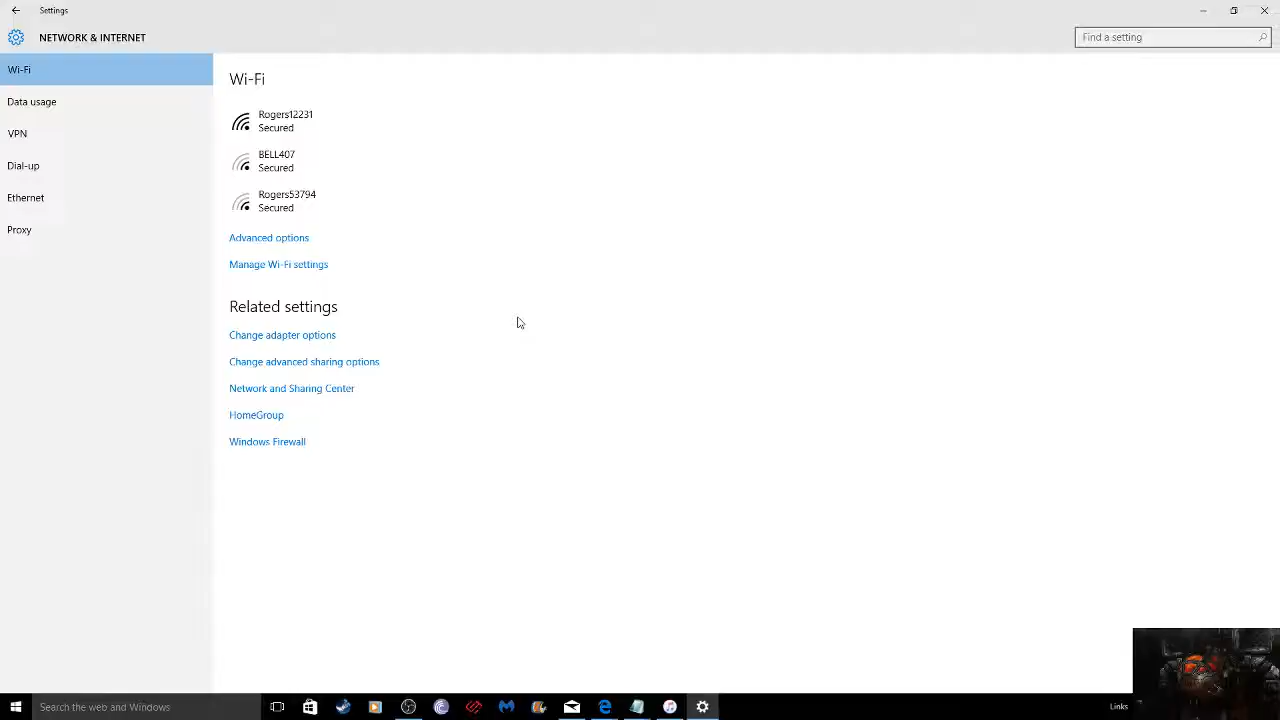 Settings
NETWORK & INTERNET
Find a setting
Wi-Fi
Data usage
VPN
Dial-up
Ethernet
Proxy
Wi-Fi
Rogers12231
Secured
BELL407
Secured
Rogers53794
Secured
Advanced options
Manage Wi-Fi settings
Related settings
Change adapter options
Change advanced sharing options
Network and Sharing Center
HomeGroup
Windows Firewall
Search the web and Windows
Links